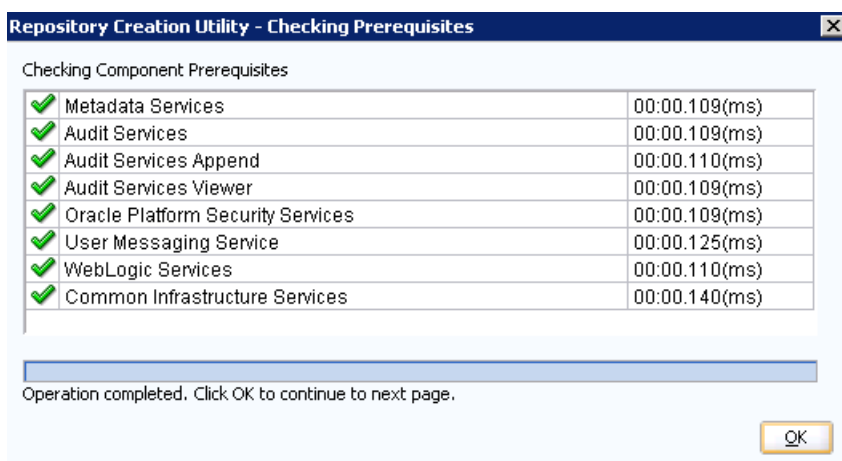 Repository Creation Utility - Checking Prerequisites
Checking Component Prerequisites
Metadata Services 00:00.109(ms)
Audit Services 00:00.109(ms)
Audit Services Append 00:00.110(ms)
Audit Services Viewer 00:00.109(ms)
Oracle Platform Security Services 00:00.109(ms)
User Messaging Service 00:00.125(ms)
WebLogic Services 00:00.110(ms)
Common Infrastructure Services 00:00.140(ms)
Operation completed. Click OK to continue to next page.
OK